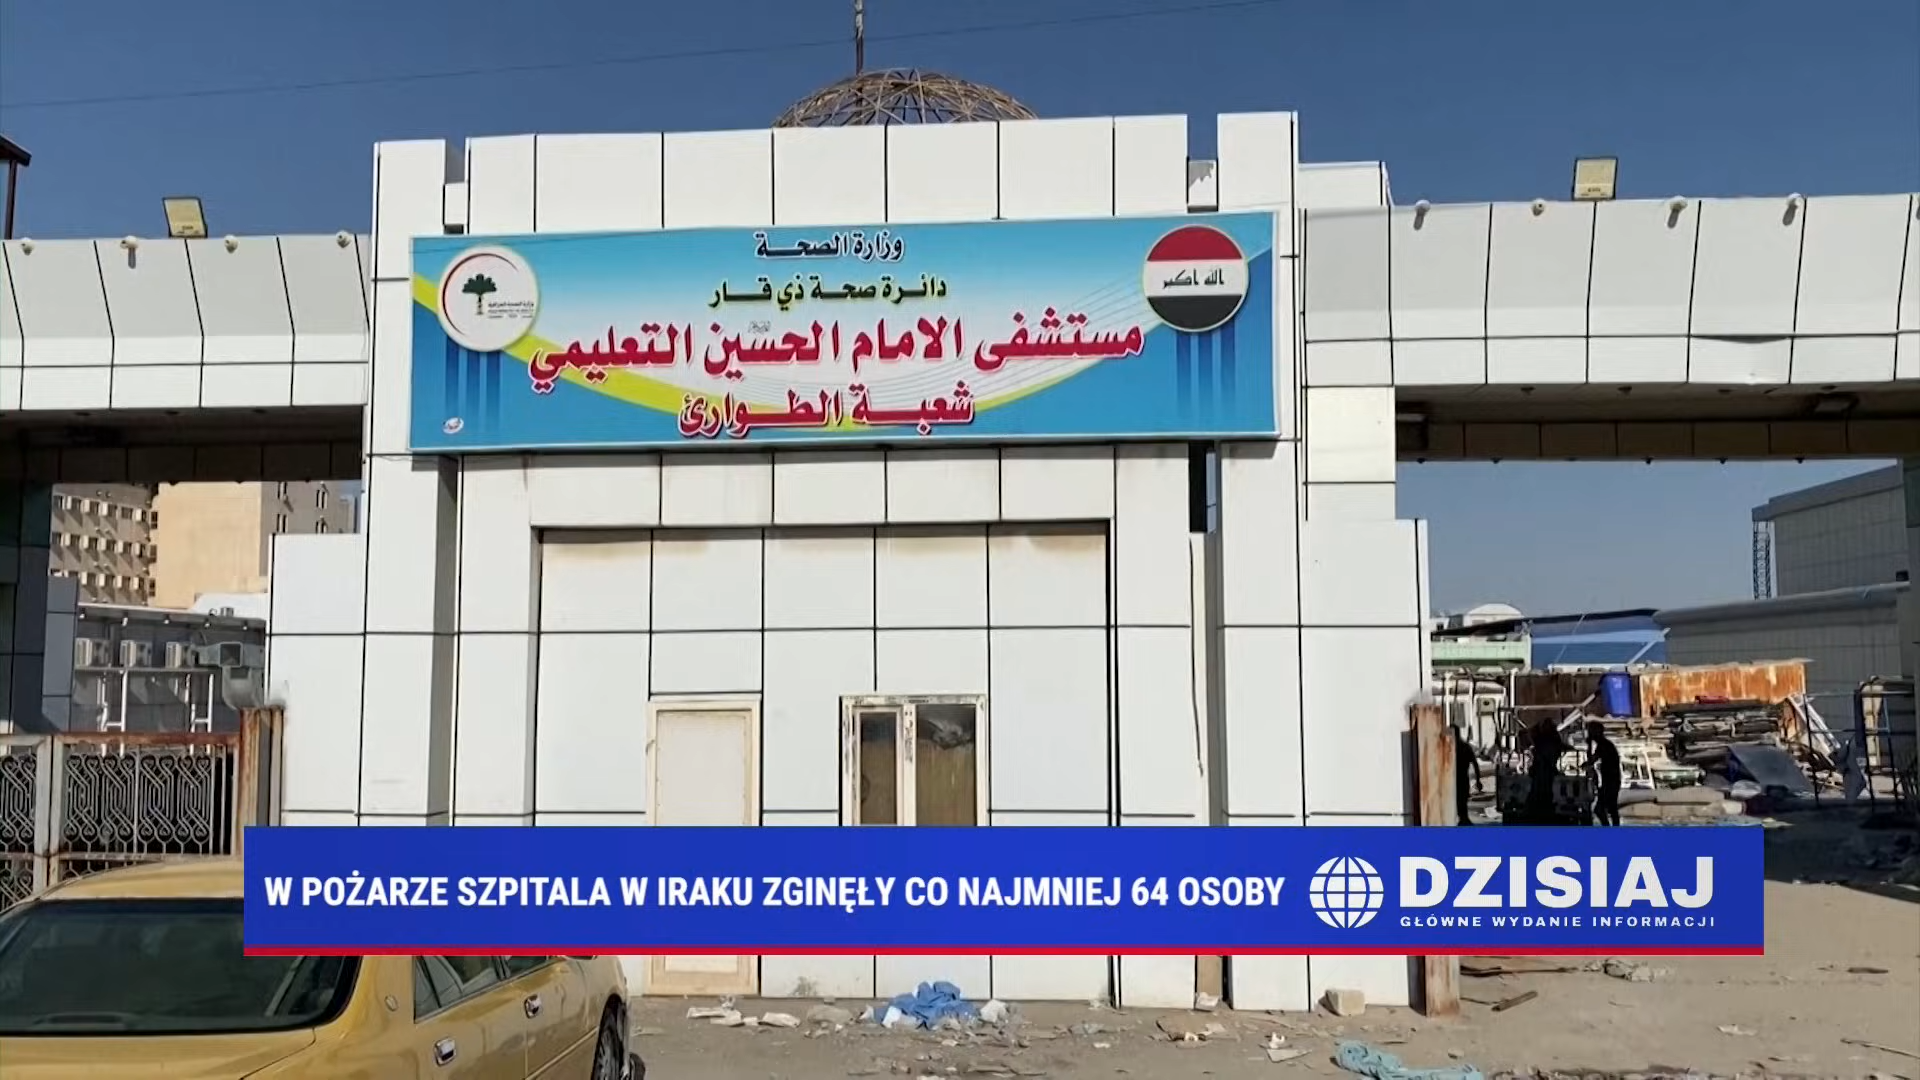 وزارة الصحة
دائرة صحة ذي قار
مستشفى الامام الحسين التعليمي
شعبة الطوارئ
الله اكبر
W POŻARZE SZPITALA W IRAKU ZGINĘŁY CO NAJMNIEJ 64 OSOBY
DZISIAJ
GŁÓWNE WYDANIE INFORMACJI